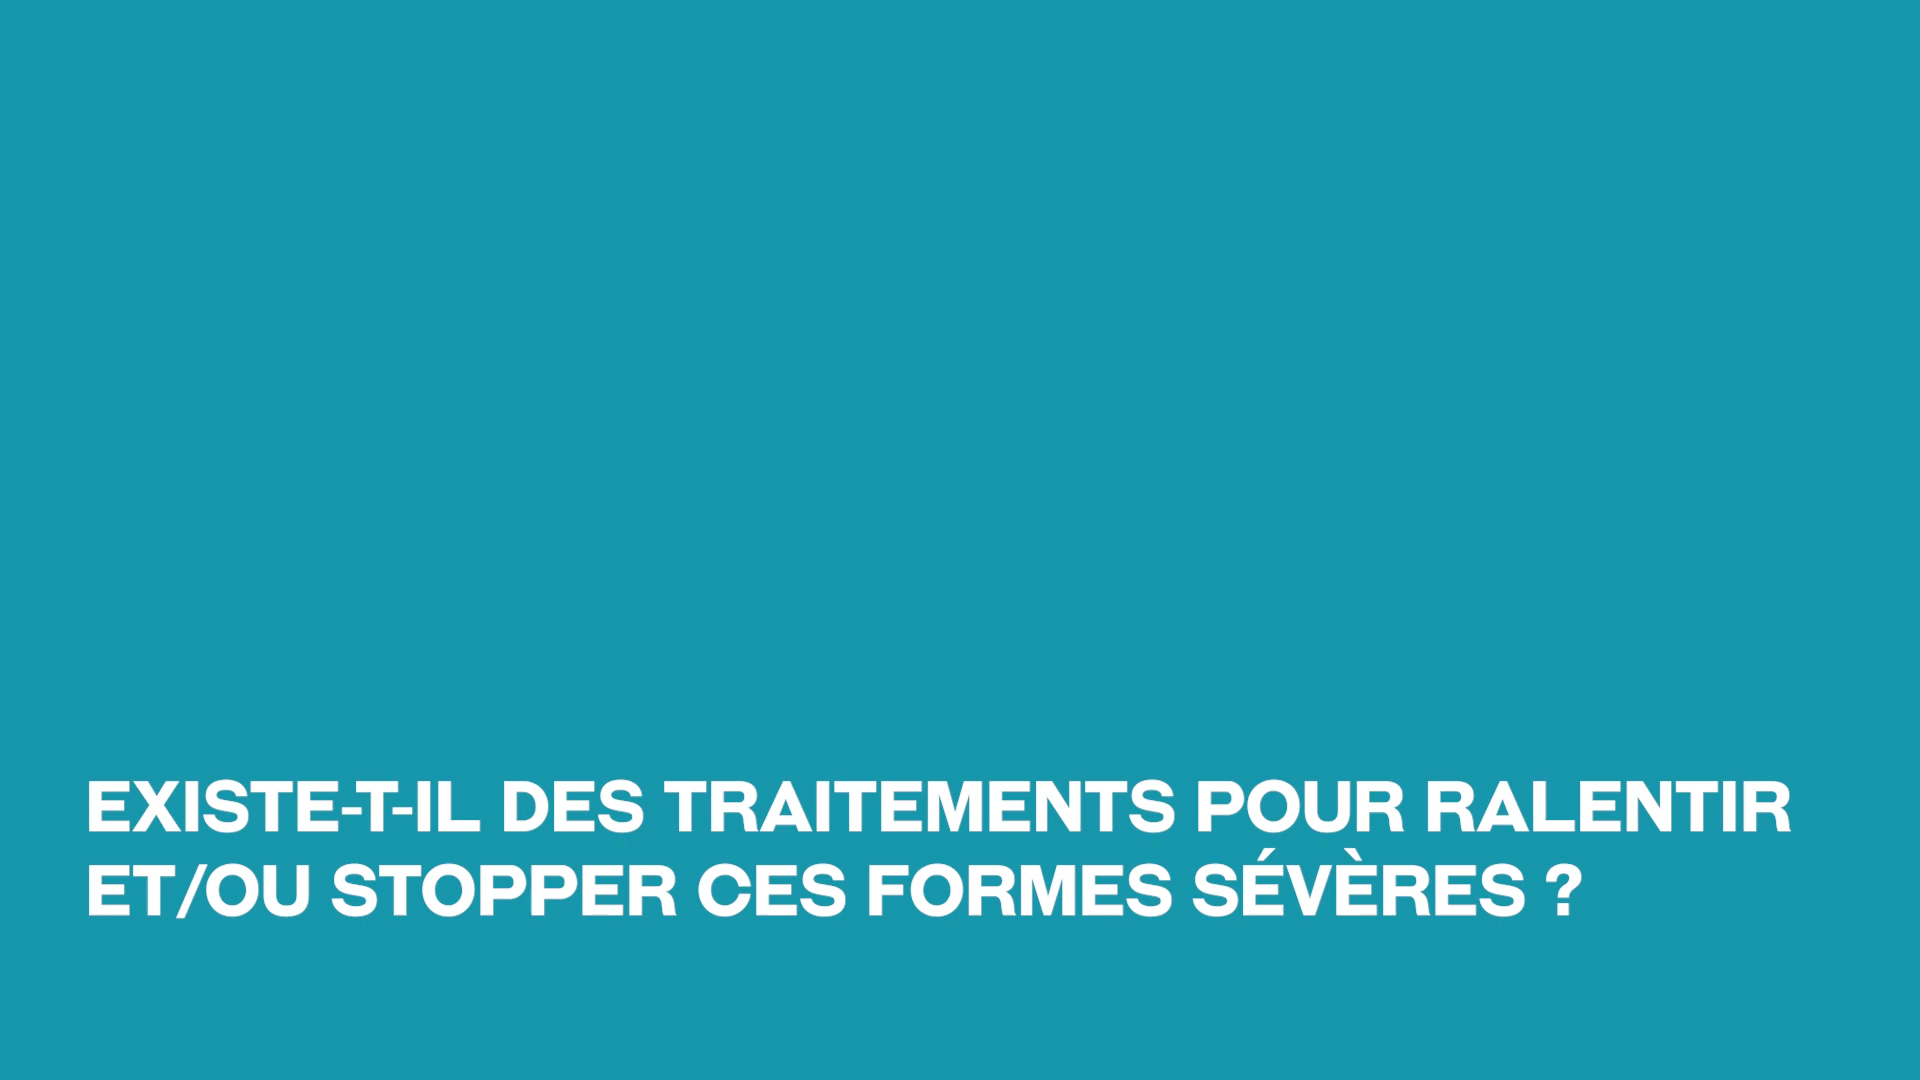 EXISTE-T-IL DES TRAITEMENTS POUR RALENTIR
ET/OU STOPPER CES FORMES SÉVÈRES ?